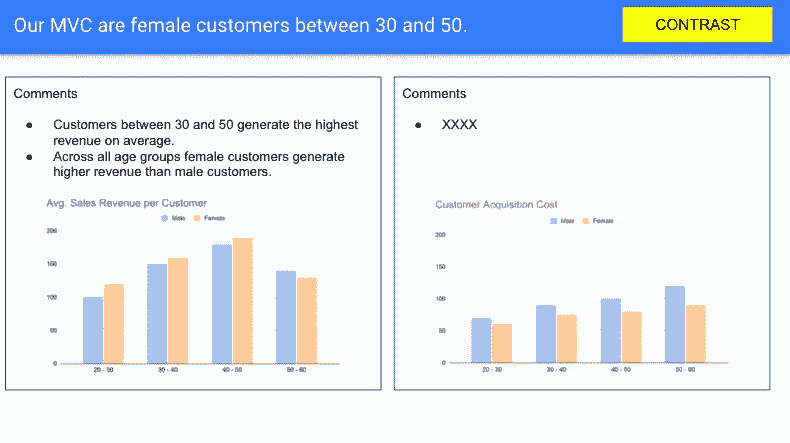 Our MVC are female customers between 30 and 50.
CONTRAST
Comments
● Customers between 30 and 50 generate the highest
revenue on average.
● Across all age groups female customers generate
higher revenue than male customers.
Avg. Sales Revenue per Customer
Male Female
200
150
100
50
0
20 - 30 30 - 40 40 - 50 50 - 60
Comments
● XXXX
Customer Acquisition Cost
Male Female
200
150
100
50
0
20 - 30 30 - 40 40 - 50 50 - 60